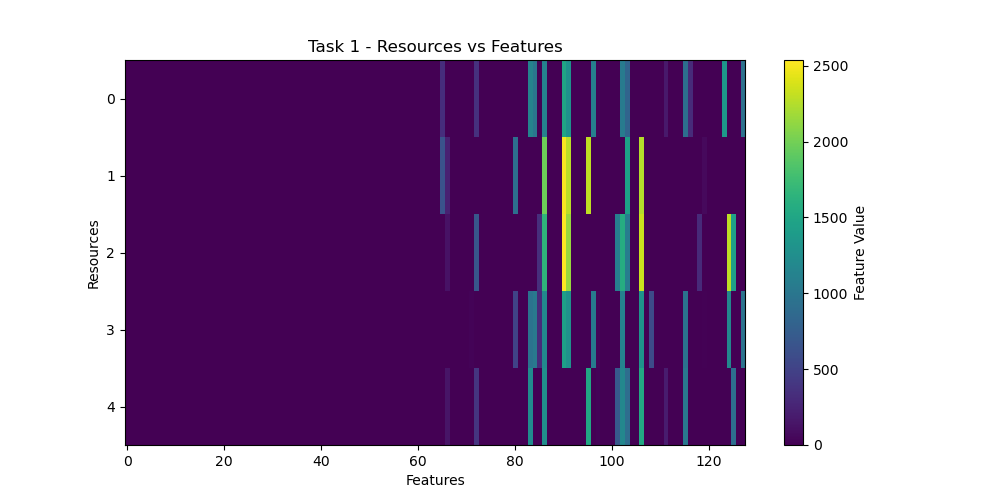 Task 1 - Resources vs Features
Resources
0
1
2
3
4
0 20 40 60 80 100 120
Features
2500
2000
1500
1000
500
0
Feature Value